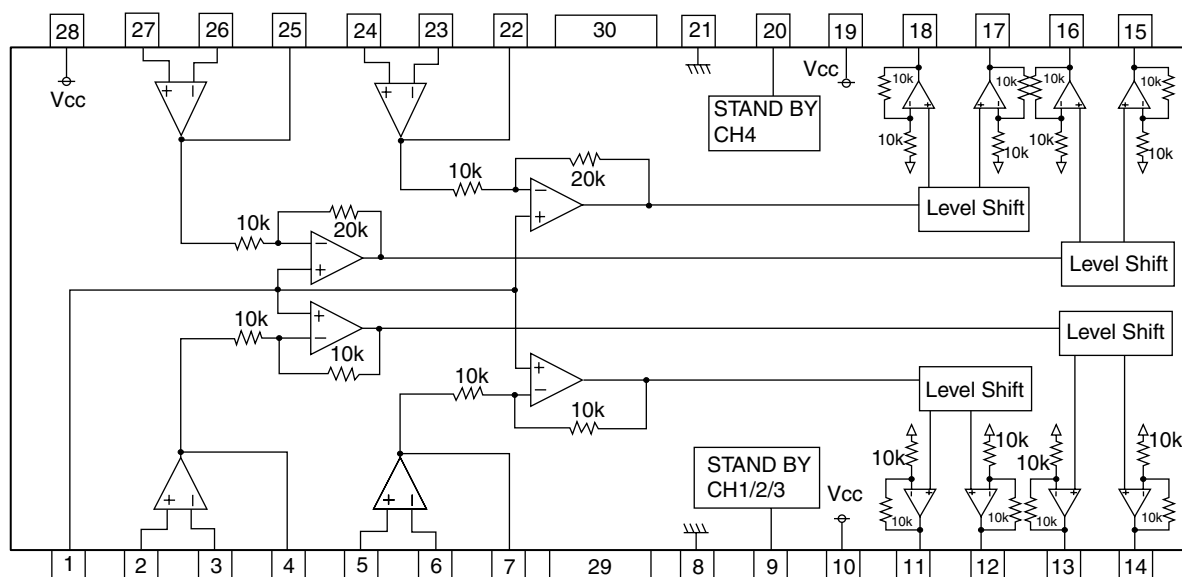 28 27 26 25 24 23 22 30 21 20 19 18 17 16 15
Vcc
+ −
+ −
STAND BY
CH4
Vcc
10k 10k 10k 10k
− + + − − + + −
10k 10k 10k 10k
10k
20k
−
+
Level Shift
10k
20k
−
+
Level Shift
10k
+
−
10k
Level Shift
10k
+
−
10k
Level Shift
+ −
+ −
STAND BY
CH1/2/3
Vcc
10k 10k 10k 10k
− + + − − + + −
10k 10k 10k 10k
1 2 3 4 5 6 7 29 8 9 10 11 12 13 14